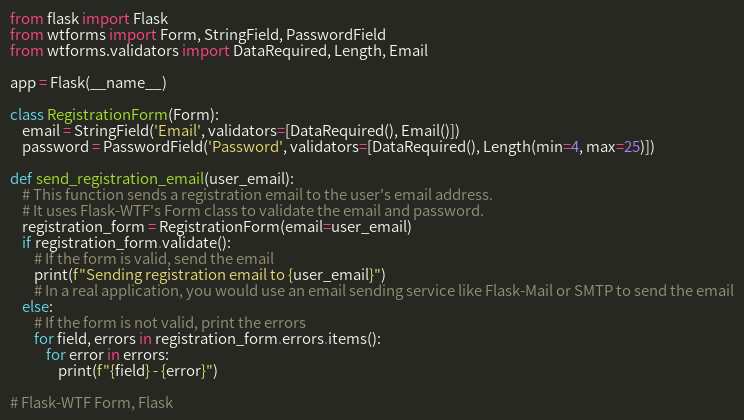 from flask import Flask
from wtforms import Form, StringField, PasswordField
from wtforms.validators import DataRequired, Length, Email

app = Flask(__name__)

class RegistrationForm(Form):
    email = StringField('Email', validators=[DataRequired(), Email()])
    password = PasswordField('Password', validators=[DataRequired(), Length(min=4, max=25)])

def send_registration_email(user_email):
    # This function sends a registration email to the user's email address.
    # It uses Flask-WTF's Form class to validate the email and password.
    registration_form = RegistrationForm(email=user_email)
    if registration_form.validate():
        # If the form is valid, send the email
        print(f"Sending registration email to {user_email}")
        # In a real application, you would use an email sending service like Flask-Mail or SMTP to send the email
    else:
        # If the form is not valid, print the errors
        for field, errors in registration_form.errors.items():
            for error in errors:
                print(f"{field} - {error}")

# Flask-WTF Form, Flask